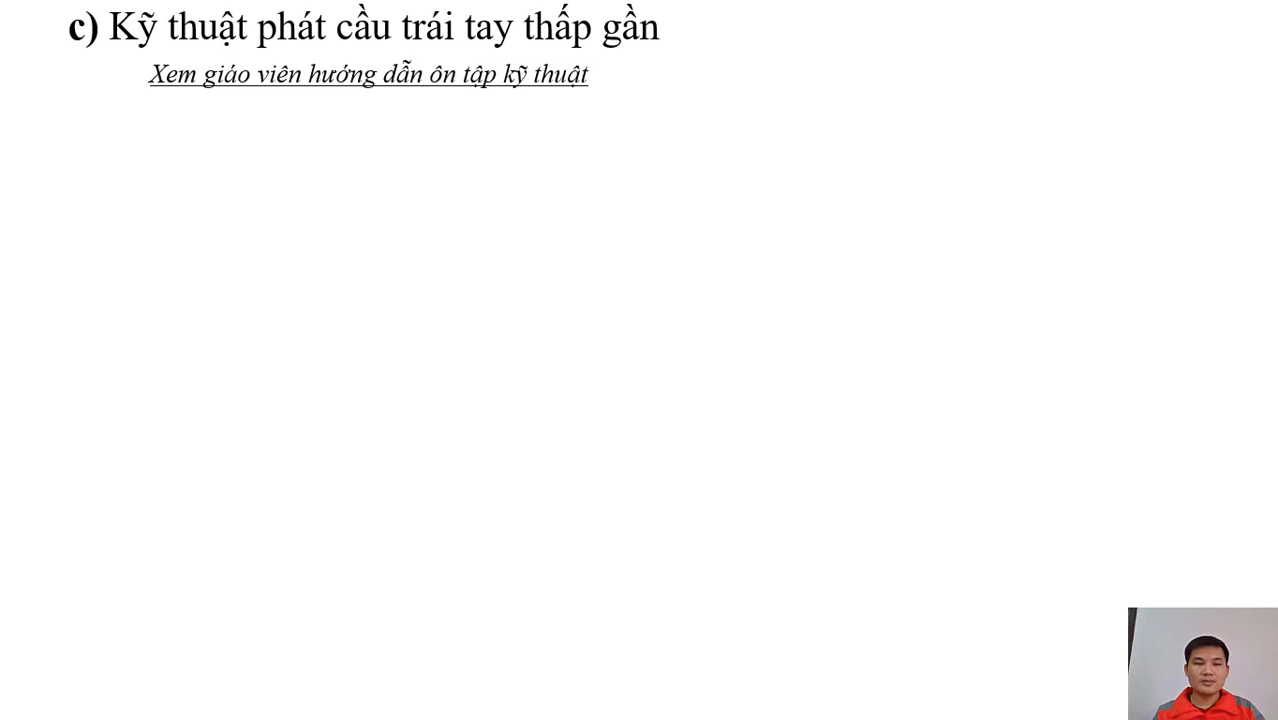 c) Kỹ thuật phát cầu trái tay thấp gần
Xem giáo viên hướng dẫn ôn tập kỹ thuật